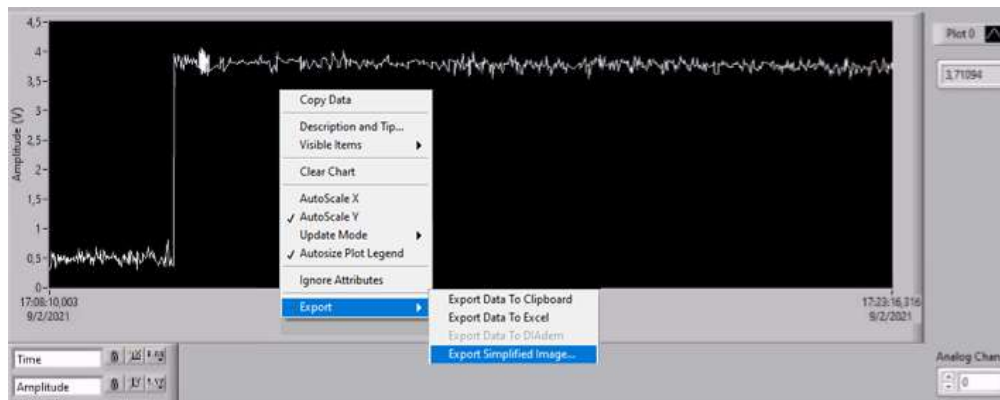 4,5
4
3,5
3
2,5
2
1,5
1
0,5
0
Amplitude (V)
17:08:10,003
9/2/2021
17:23:16,316
9/2/2021
Plot 0
3,71094
Copy Data
Description and Tip...
Visible Items
Clear Chart
AutoScale X
AutoScale Y
Update Mode
Autosize Plot Legend
Ignore Attributes
Export
Export Data To Clipboard
Export Data To Excel
Export Data To DIAdem
Export Simplified Image...
Time
Amplitude
Analog Chan
0